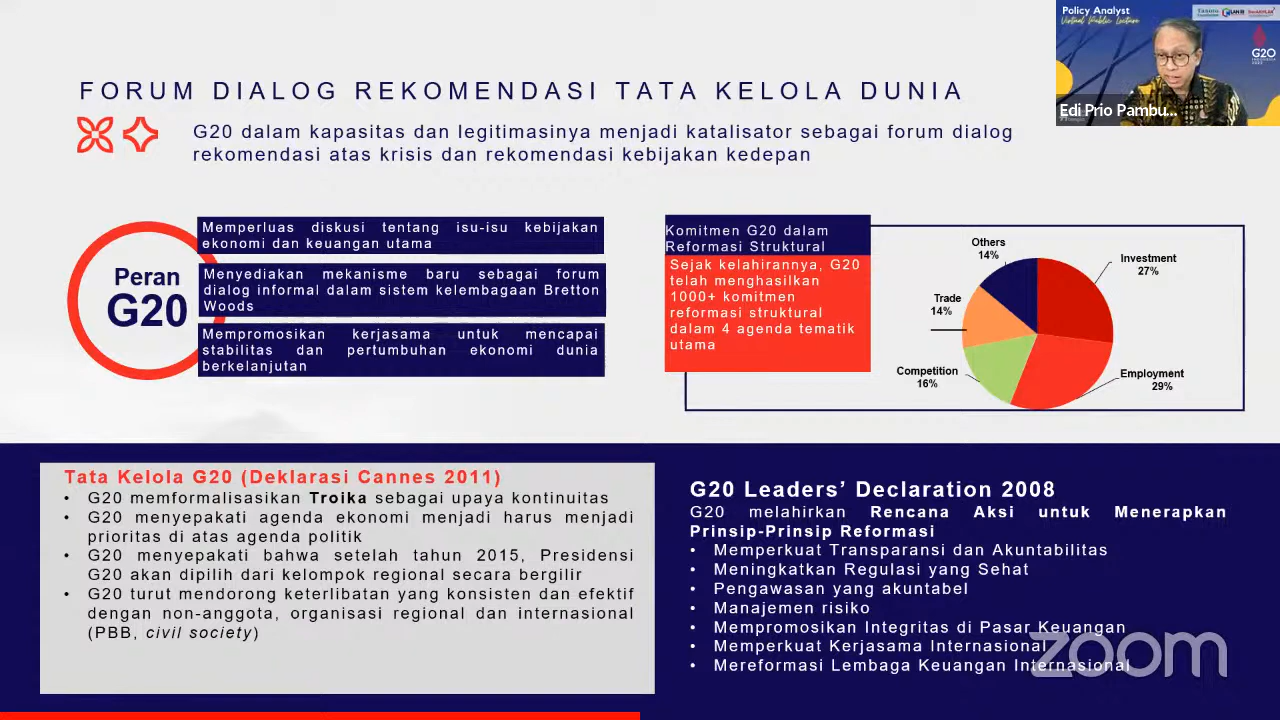 Policy Analyst
Virtual Public Lecture
G20
Edi Prio Pambu...
FORUM DIALOG REKOMENDASI TATA KELOLA DUNIA
G20 dalam kapasitas dan legitimasinya menjadi katalisator sebagai forum dialog
rekomendasi atas krisis dan rekomendasi kebijakan kedepan
Peran
G20
Memperluas diskusi tentang isu-isu kebijakan
ekonomi dan keuangan utama
Menyediakan mekanisme baru sebagai forum
dialog informal dalam sistem kelembagaan Bretton
Woods
Mempromosikan kerjasama untuk mencapai
stabilitas dan pertumbuhan ekonomi dunia
berkelanjutan
Komitmen G20 dalam
Reformasi Struktural
Sejak kelahirannya, G20
telah menghasilkan
1000+ komitmen
reformasi struktural
dalam 4 agenda tematik
utama
Others
14%
Investment
27%
Trade
14%
Competition
16%
Employment
29%
Tata Kelola G20 (Deklarasi Cannes 2011)
• G20 memformalisasikan Troika sebagai upaya kontinuitas
• G20 menyepakati agenda ekonomi menjadi harus menjadi
prioritas di atas agenda politik
• G20 menyepakati bahwa setelah tahun 2015, Presidensi
G20 akan dipilih dari kelompok regional secara bergilir
• G20 turut mendorong keterlibatan yang konsisten dan efektif
dengan non-anggota, organisasi regional dan internasional
(PBB, civil society)
G20 Leaders’ Declaration 2008
G20 melahirkan Rencana Aksi untuk Menerapkan
Prinsip-Prinsip Reformasi
• Memperkuat Transparansi dan Akuntabilitas
• Meningkatkan Regulasi yang Sehat
• Pengawasan yang akuntabel
• Manajemen risiko
• Mempromosikan Integritas di Pasar Keuangan
• Memperkuat Kerjasama Internasional
• Mereformasi Lembaga Keuangan Internasional
zoom